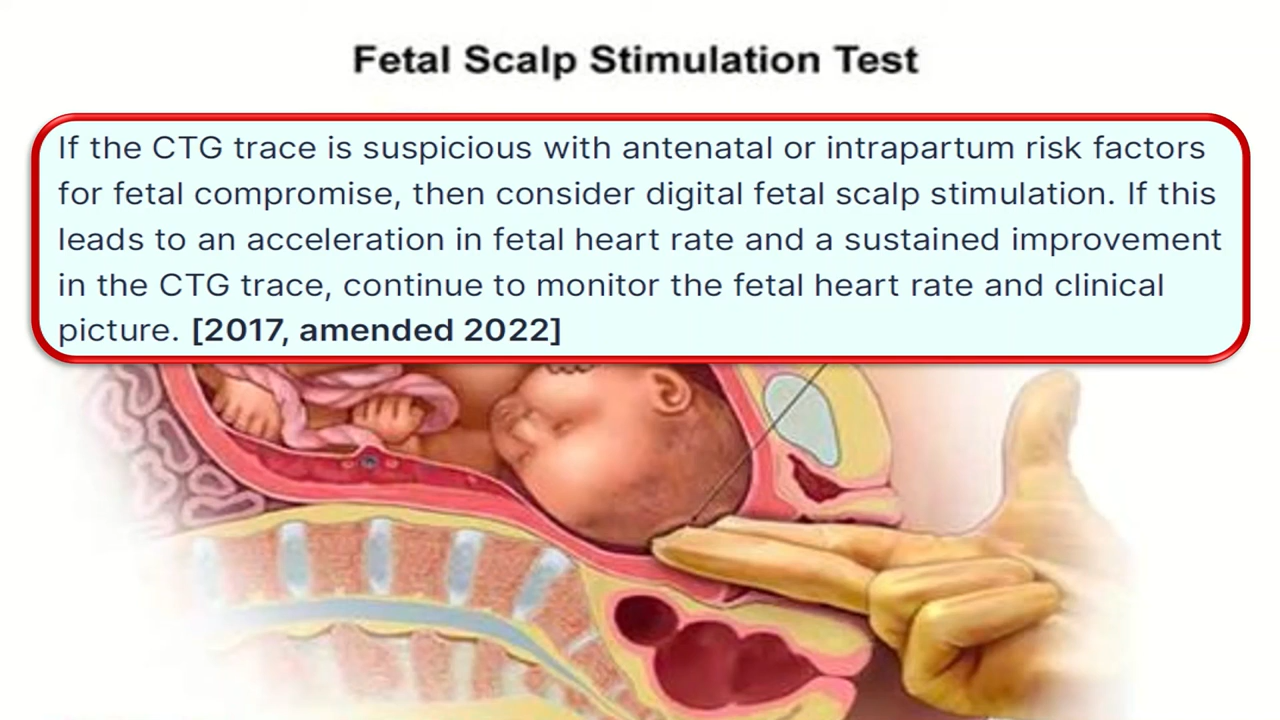 Fetal Scalp Stimulation Test
If the CTG trace is suspicious with antenatal or intrapartum risk factors
for fetal compromise, then consider digital fetal scalp stimulation. If this
leads to an acceleration in fetal heart rate and a sustained improvement
in the CTG trace, continue to monitor the fetal heart rate and clinical
picture. [2017, amended 2022]